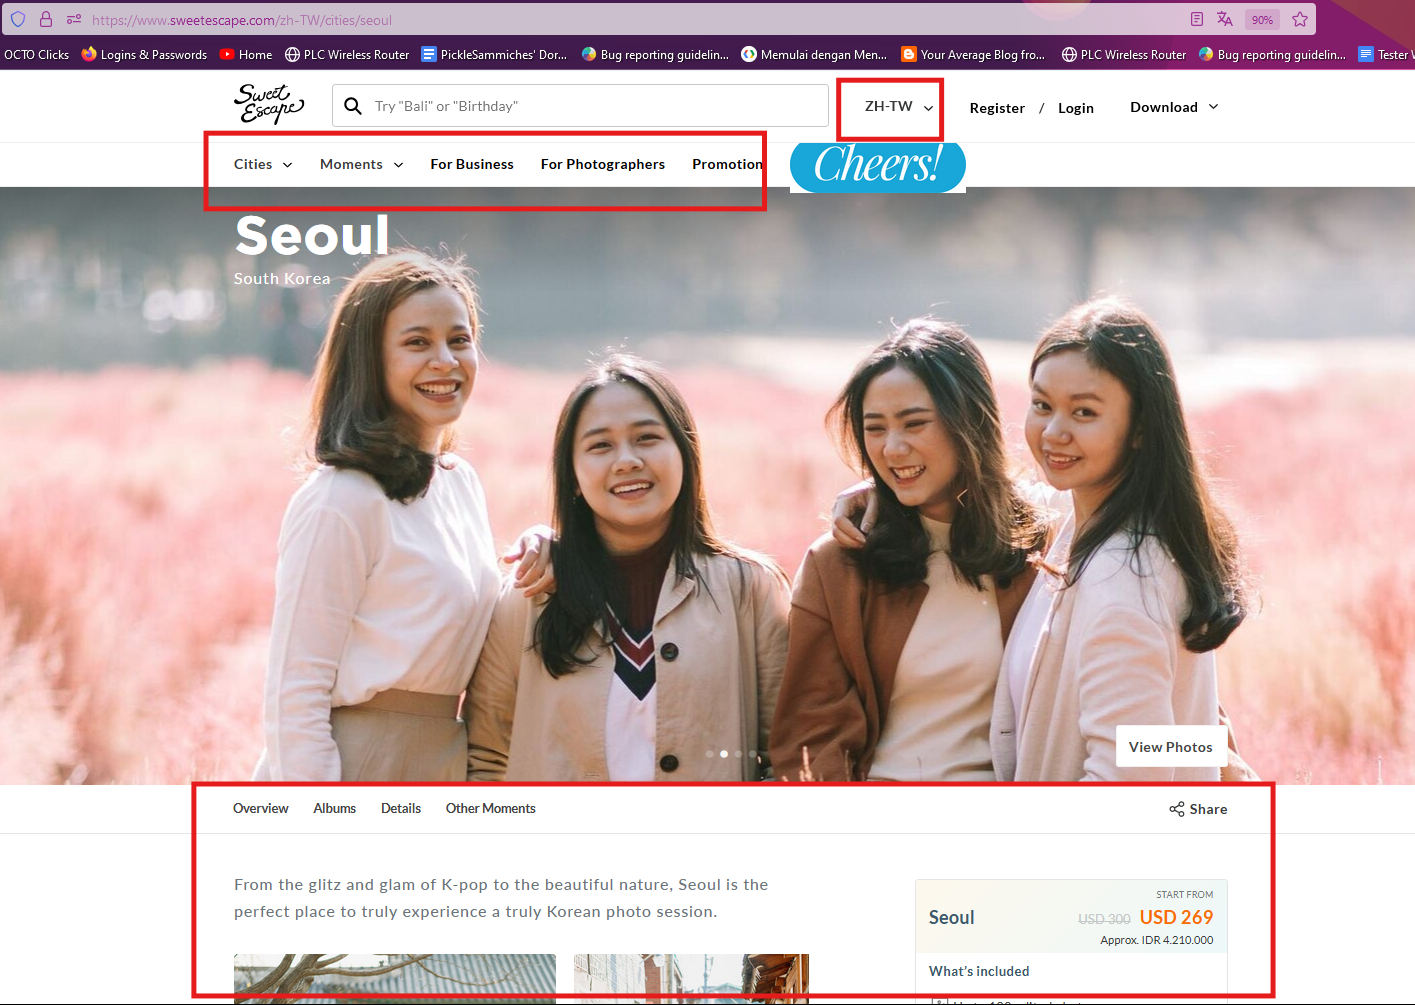 https://www.sweetescape.com/zh-TW/cities/seoul 90%
OCTO Clicks Logins & Passwords Home PLC Wireless Router PickleSammiches' Dor... Bug reporting guidelin... Memulai dengan Men... Your Average Blog fro... PLC Wireless Router Bug reporting guidelin... Tester
Sweet Escape Try "Bali" or "Birthday" ZH-TW Register / Login Download
Cities Moments For Business For Photographers Promotion Cheers!
Seoul
South Korea
View Photos
Overview Albums Details Other Moments Share
From the glitz and glam of K-pop to the beautiful nature, Seoul is the
perfect place to truly experience a truly Korean photo session.
START FROM
Seoul USD 300 USD 269
Approx. IDR 4.210.000
What's included